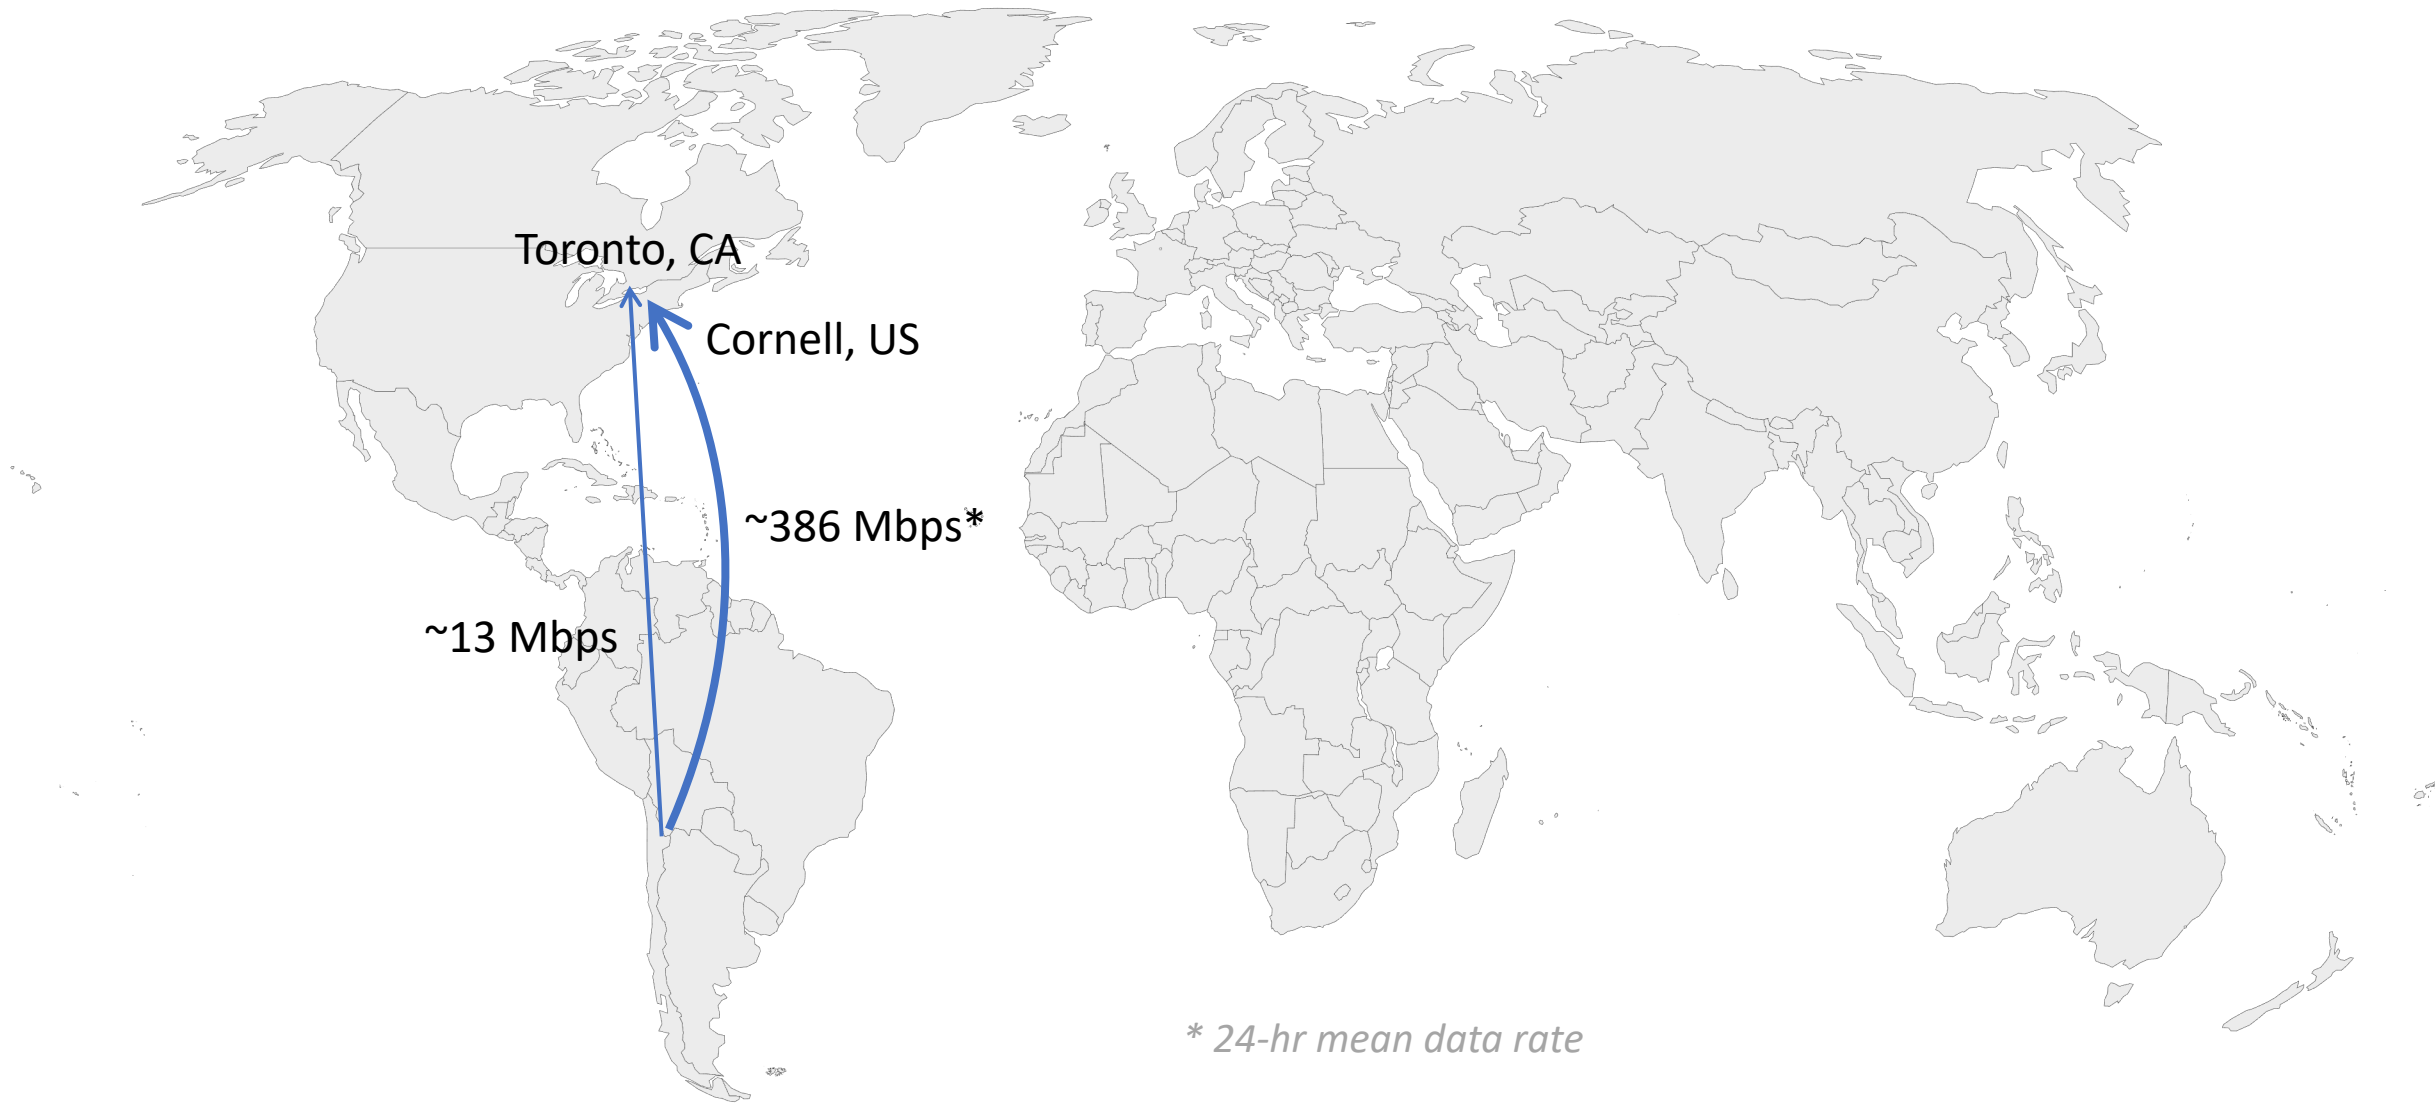 Toronto, CA
Cornell, US
~386 Mbps*
~13 Mbps
* 24-hr mean data rate